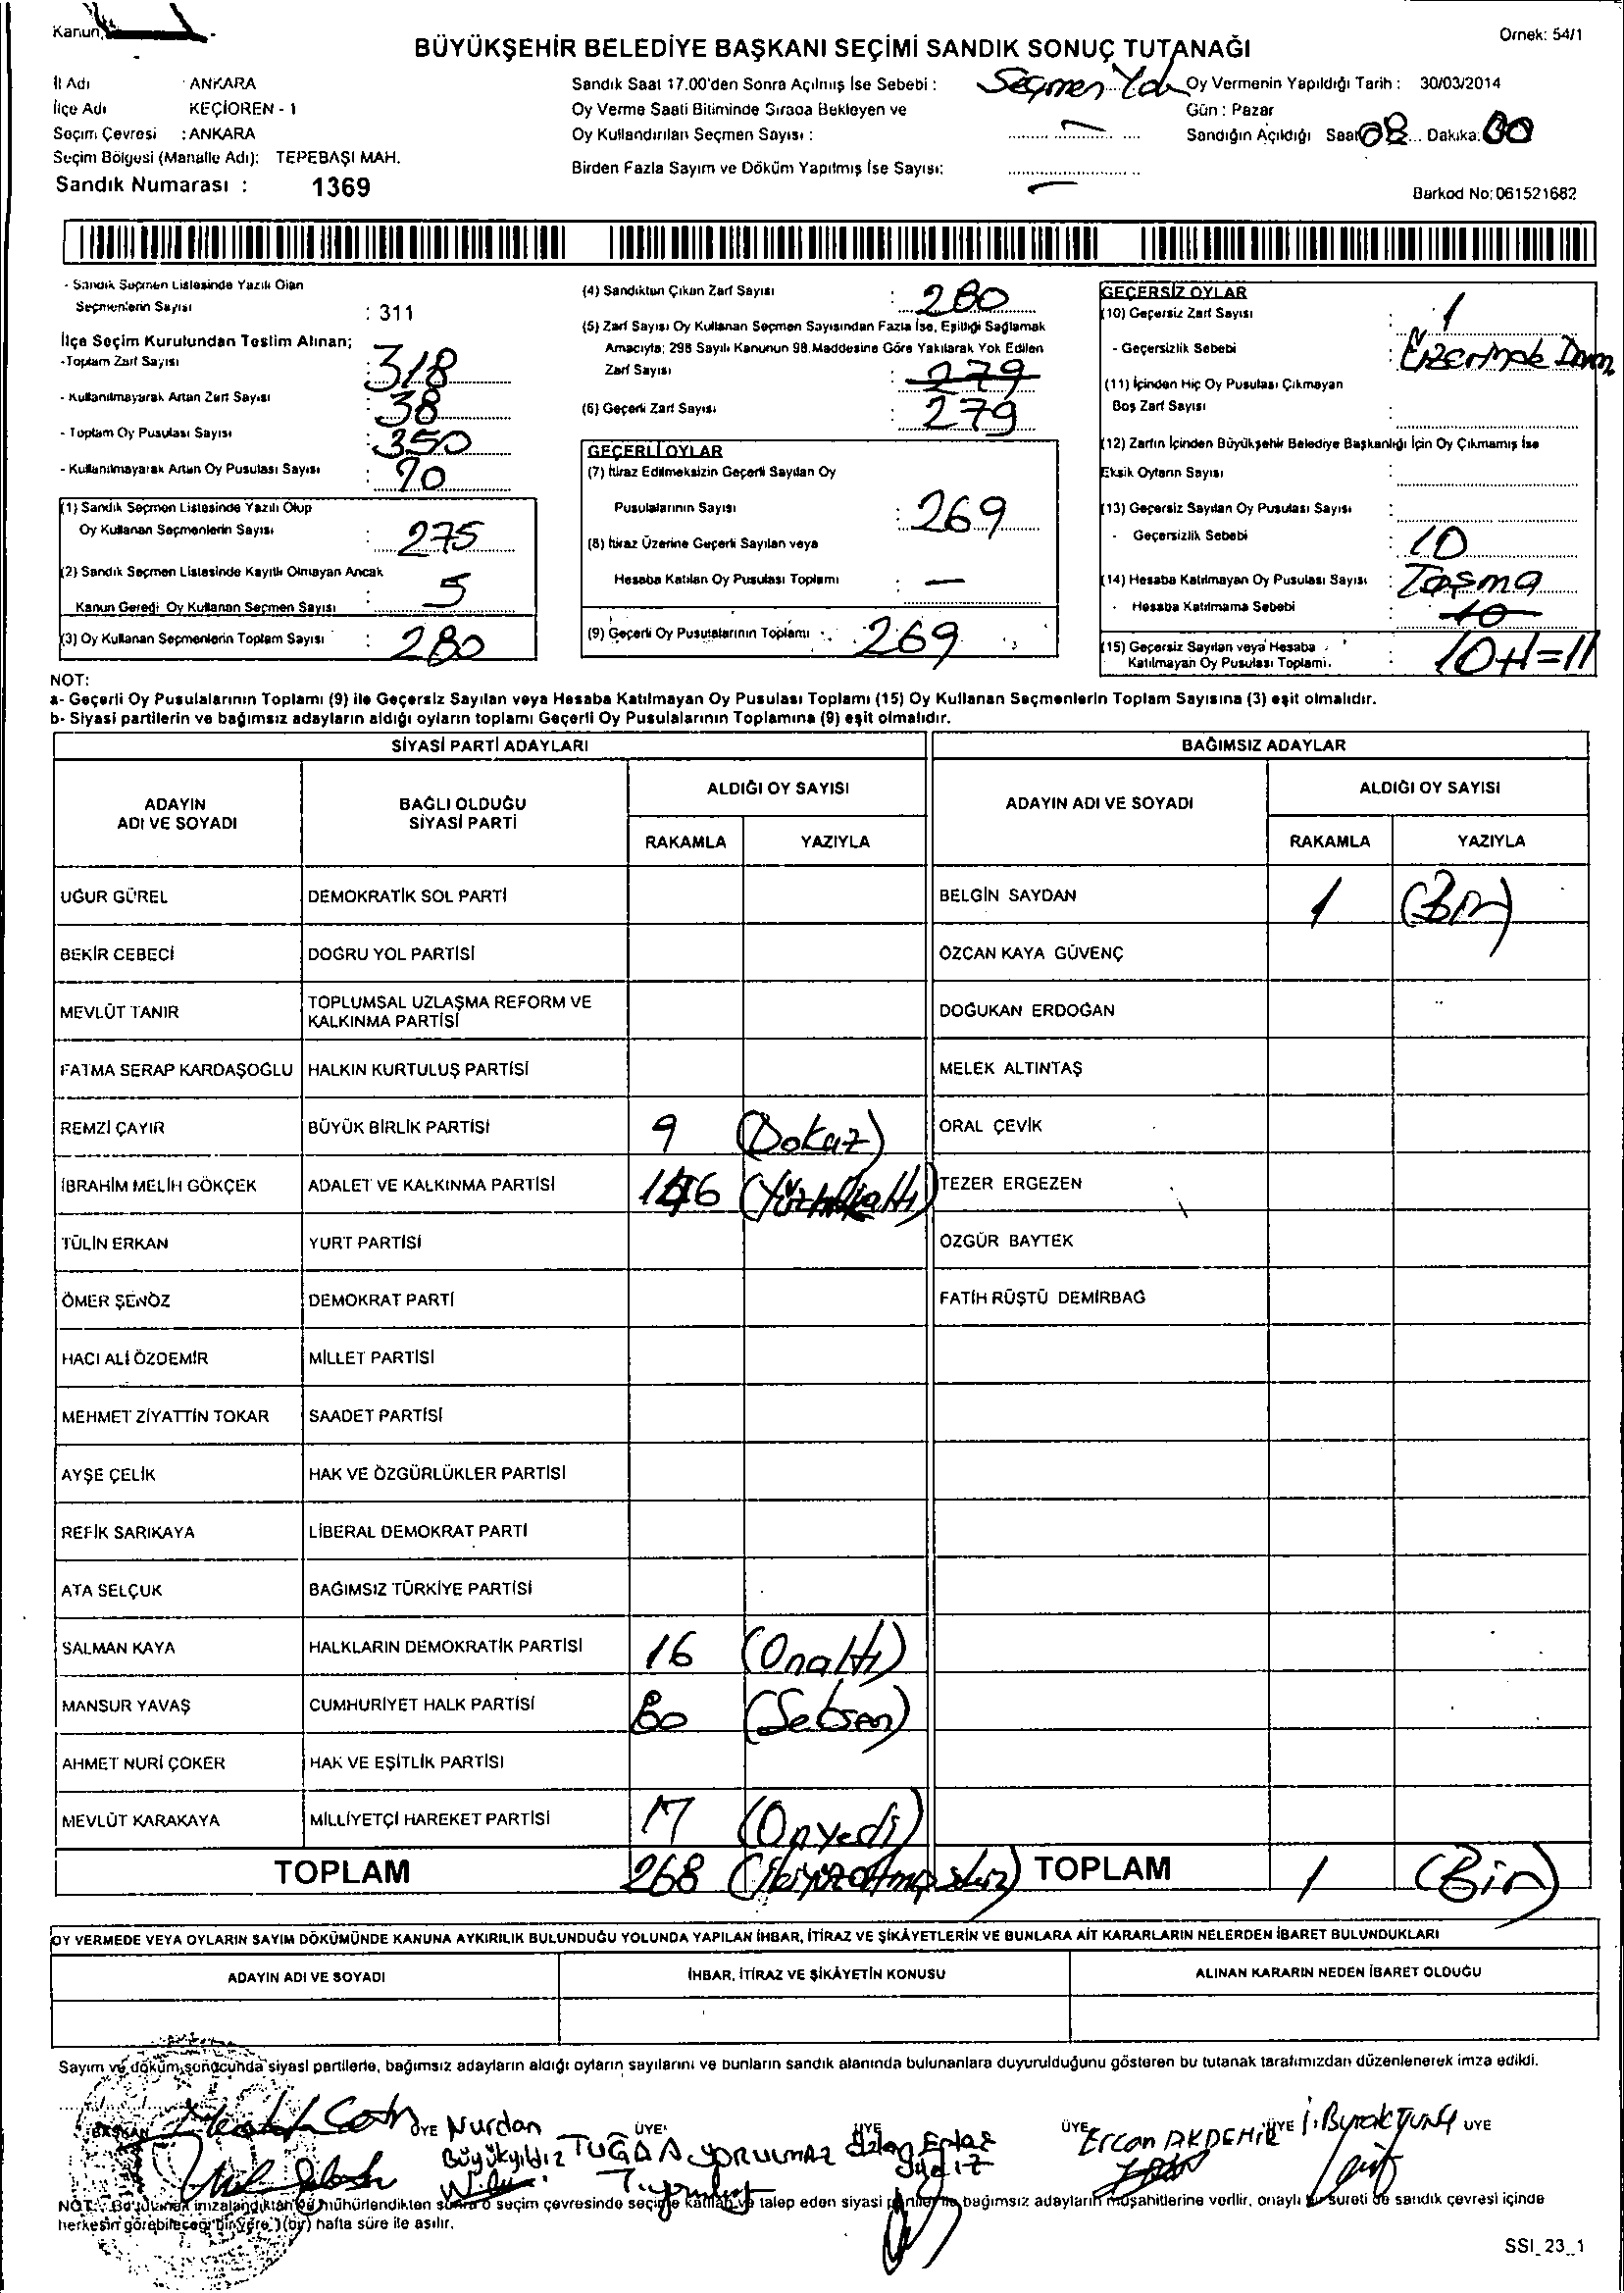 Kanun
Örnek: 54/1
BÜYÜKŞEHİR BELEDİYE BAŞKANI SEÇİMİ SANDIK SONUÇ TUTANAĞI
İl Adı : ANKARA
İlçe Adı KEÇİÖREN - 1
Seçim Çevresi : ANKARA
Seçim Bölgesi (Mahalle Adı): TEPEBAŞI MAH.
Sandık Numarası : 1369
Sandık Saat 17.00'den Sonra Açılmış İse Sebebi : Seçmen Yok
Oy Verme Saati Bitiminde Sırada Bekleyen ve
Oy Kullandırılan Seçmen Sayısı : —
Birden Fazla Sayım ve Döküm Yapılmış İse Sayısı: —
Oy Vermenin Yapıldığı Tarih : 30/03/2014
Gün : Pazar
Sandığın Açıldığı Saat 08 Dakika: 00
Barkod No: 061521682
- Sandık Seçmen Listesinde Yazılı Olan
Seçmenlerin Sayısı : 311
İlçe Seçim Kurulundan Teslim Alınan;
-Toplam Zarf Sayısı : 318
- Kullanılmayarak Artan Zarf Sayısı : 38
- Toplam Oy Pusulası Sayısı : 350
- Kullanılmayarak Artan Oy Pusulası Sayısı : 70
(1) Sandık Seçmen Listesinde Yazılı Olup
Oy Kullanan Seçmenlerin Sayısı : 275
(2) Sandık Seçmen Listesinde Kayıtlı Olmayan Ancak
Kanun Gereği Oy Kullanan Seçmen Sayısı : 5
(3) Oy Kullanan Seçmenlerin Toplam Sayısı : 280
(4) Sandıktan Çıkan Zarf Sayısı : 280
(5) Zarf Sayısı Oy Kullanan Seçmen Sayısından Fazla İse, Eşitliği Sağlamak
Amacıyla; 298 Sayılı Kanunun 98.Maddesine Göre Yakılarak Yok Edilen
Zarf Sayısı : 279
(6) Geçerli Zarf Sayısı : 279
GEÇERLİ OYLAR
(7) İtiraz Edilmeksizin Geçerli Sayılan Oy
Pusulalarının Sayısı : 269
(8) İtiraz Üzerine Geçerli Sayılan veya
Hesaba Katılan Oy Pusulası Toplamı : —
(9) Geçerli Oy Pusulalarının Toplamı : 269
GEÇERSİZ OYLAR
(10) Geçersiz Zarf Sayısı : 1
- Geçersizlik Sebebi : Üzerinde
(11) İçinden Hiç Oy Pusulası Çıkmayan
Boş Zarf Sayısı :
(12) Zarfın İçinden Büyükşehir Belediye Başkanlığı İçin Oy Çıkmamış İse
Eksik Oyların Sayısı :
(13) Geçersiz Sayılan Oy Pusulası Sayısı :
- Geçersizlik Sebebi : 10
(14) Hesaba Katılmayan Oy Pusulası Sayısı : Taşma
- Hesaba Katılmama Sebebi 10
(15) Geçersiz Sayılan veya Hesaba
Katılmayan Oy Pusulası Toplamı. : 10+1=11
NOT:
a- Geçerli Oy Pusulalarının Toplamı (9) ile Geçersiz Sayılan veya Hesaba Katılmayan Oy Pusulası Toplamı (15) Oy Kullanan Seçmenlerin Toplam Sayısına (3) eşit olmalıdır.
b- Siyasi partilerin ve bağımsız adayların aldığı oyların toplamı Geçerli Oy Pusulalarının Toplamına (9) eşit olmalıdır.
SİYASİ PARTİ ADAYLARI BAĞIMSIZ ADAYLAR
ADAYIN ADI VE SOYADI BAĞLI OLDUĞU SİYASİ PARTİ ALDIĞI OY SAYISI ADAYIN ADI VE SOYADI ALDIĞI OY SAYISI
RAKAMLA YAZIYLA RAKAMLA YAZIYLA
UĞUR GÜREL DEMOKRATİK SOL PARTİ BELGİN SAYDAN 1 (Bir)
BEKİR CEBECİ DOĞRU YOL PARTİSİ ÖZCAN KAYA GÜVENÇ
MEVLÜT TANIR TOPLUMSAL UZLAŞMA REFORM VE KALKINMA PARTİSİ DOĞUKAN ERDOĞAN
FATMA SERAP KARDAŞOĞLU HALKIN KURTULUŞ PARTİSİ MELEK ALTINTAŞ
REMZİ ÇAYIR BÜYÜK BİRLİK PARTİSİ 9 (Dokuz) ORAL ÇEVİK
İBRAHİM MELİH GÖKÇEK ADALET VE KALKINMA PARTİSİ 146 TEZER ERGEZEN
TÜLİN ERKAN YURT PARTİSİ ÖZGÜR BAYTEK
ÖMER ŞENÖZ DEMOKRAT PARTİ FATİH RÜŞTÜ DEMİRBAĞ
HACI ALİ ÖZDEMİR MİLLET PARTİSİ
MEHMET ZİYATTİN TOKAR SAADET PARTİSİ
AYŞE ÇELİK HAK VE ÖZGÜRLÜKLER PARTİSİ
REFİK SARIKAYA LİBERAL DEMOKRAT PARTİ
ATA SELÇUK BAĞIMSIZ TÜRKİYE PARTİSİ
SALMAN KAYA HALKLARIN DEMOKRATİK PARTİSİ 16 (Onaltı)
MANSUR YAVAŞ CUMHURİYET HALK PARTİSİ 80 (Seksen)
AHMET NURİ ÇOKER HAK VE EŞİTLİK PARTİSİ
MEVLÜT KARAKAYA MİLLİYETÇİ HAREKET PARTİSİ 17 (Onyedi)
TOPLAM 268 (İkiyüzaltmışsekiz) TOPLAM 1 (Bir)
OY VERMEDE VEYA OYLARIN SAYIM DÖKÜMÜNDE KANUNA AYKIRILIK BULUNDUĞU YOLUNDA YAPILAN İHBAR, İTİRAZ VE ŞİKÂYETLERİN VE BUNLARA AİT KARARLARIN NELERDEN İBARET BULUNDUKLARI
ADAYIN ADI VE SOYADI İHBAR, İTİRAZ VE ŞİKÂYETİN KONUSU ALINAN KARARIN NEDEN İBARET OLDUĞU
Sayım ve döküm sonucunda siyasi partilerle, bağımsız adayların aldığı oyların sayılarını ve bunların sandık alanında bulunanlara duyurulduğunu gösteren bu tutanak tarafımızdan düzenlenerek imza edildi.
BAŞKAN ÜYE Nurdan Büyükyıldız ÜYE TUĞBA YORULMAZ ÜYE ÜYE Ercan AKDEMİR ÜYE İ. Burak TUNÇ ÜYE
NOT: Bu tutanak imzalandıktan ve mühürlendikten sonra o seçim çevresinde seçime katılan ve talep eden siyasi partiler ile bağımsız adayların müşahitlerine verilir, onaylı bir sureti de sandık çevresi içinde
herkesin görebileceği bir yere 1 (bir) hafta süre ile asılır.
SSI_23_1